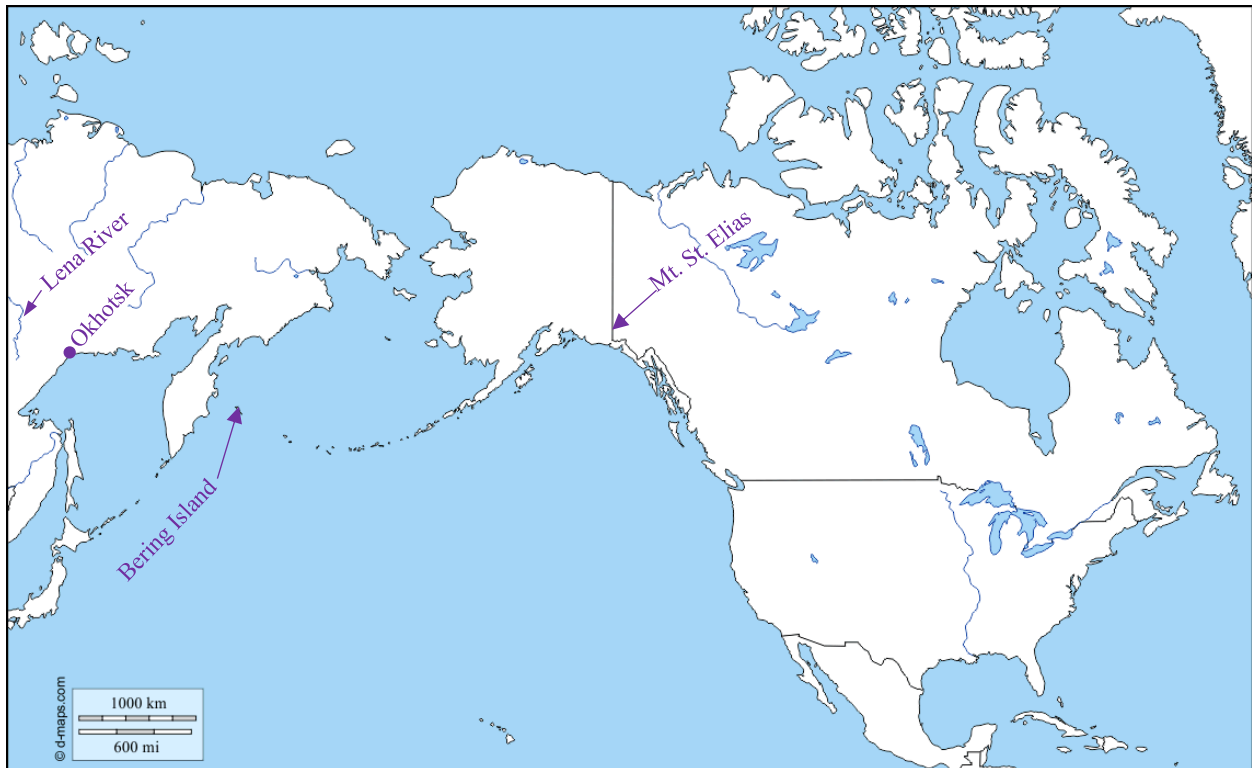 Lena River
Okhotsk
Bering Island
Mt. St. Elias
1000 km
600 mi
© d-maps.com